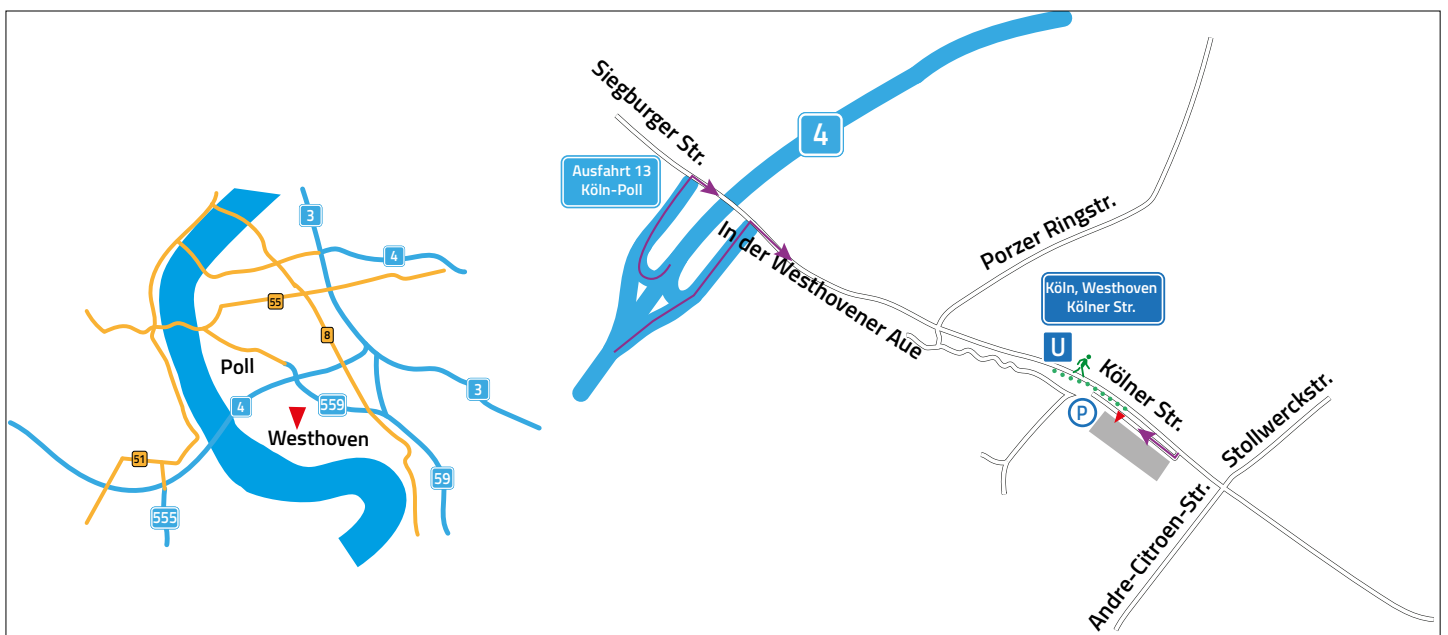 3
4
55
8
Poll
3
4
559
Westhoven
51
59
555
Siegburger Str.
4
Ausfahrt 13
Köln-Poll
In der Westhovener Aue
Porzer Ringstr.
Köln, Westhoven
Kölner Str.
U
Kölner Str.
P
Stollwerckstr.
Andre-Citroen-Str.